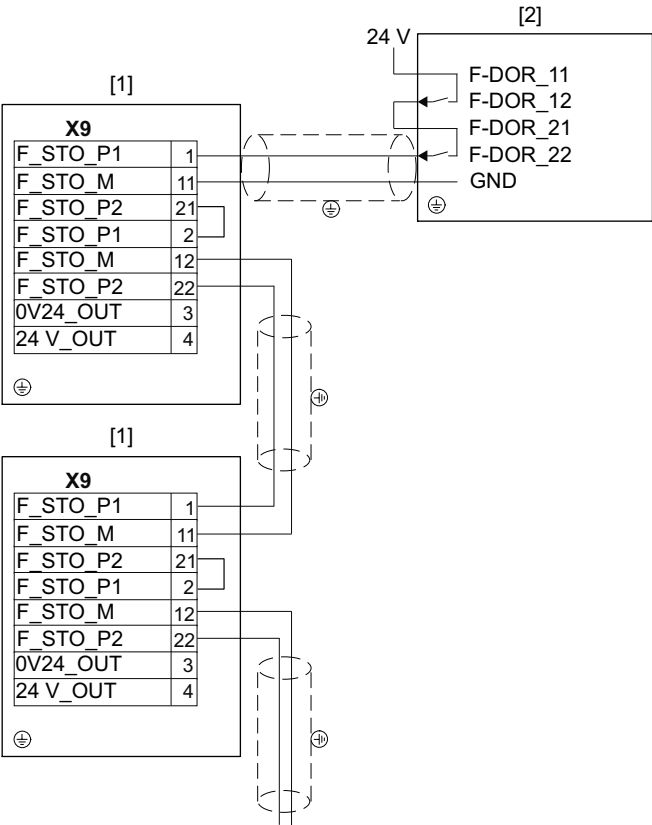 [2]
24 V
F-DOR_11
F-DOR_12
F-DOR_21
F-DOR_22
GND
[1]
X9
F_STO_P1 1
F_STO_M 11
F_STO_P2 21
F_STO_P1 2
F_STO_M 12
F_STO_P2 22
0V24_OUT 3
24 V_OUT 4
[1]
X9
F_STO_P1 1
F_STO_M 11
F_STO_P2 21
F_STO_P1 2
F_STO_M 12
F_STO_P2 22
0V24_OUT 3
24 V_OUT 4